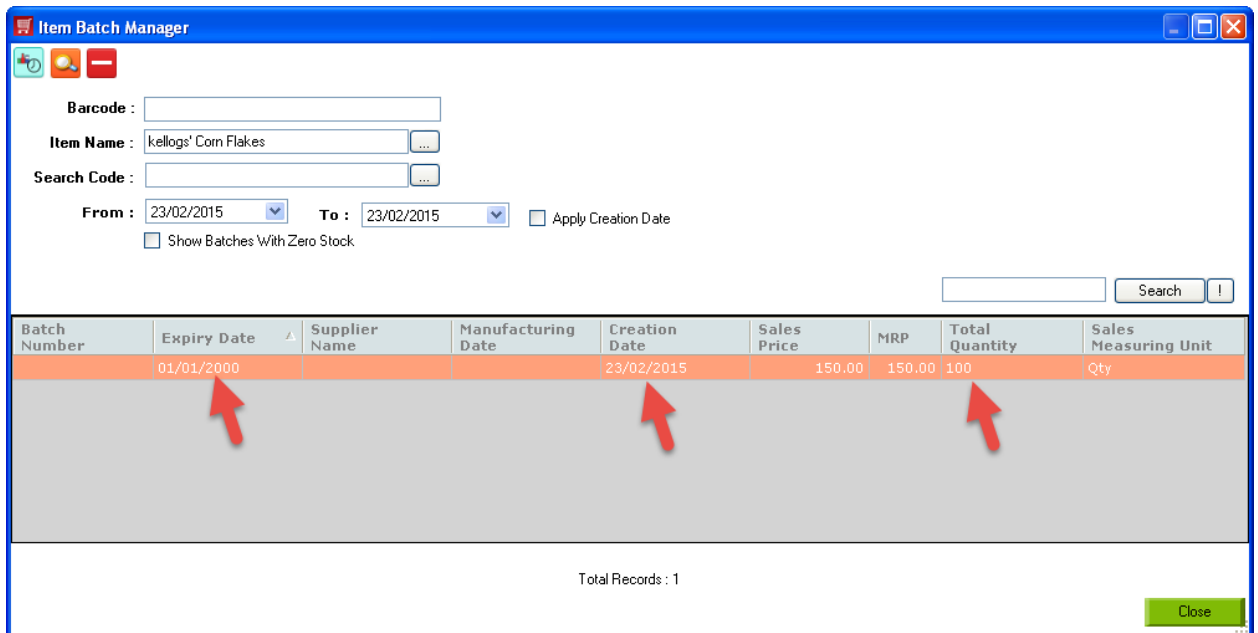 Item Batch Manager
Barcode :
Item Name : kellogs' Corn Flakes ...
Search Code : ...
From : 23/02/2015 To : 23/02/2015 Apply Creation Date
Show Batches With Zero Stock
Search !
Batch Number Expiry Date Supplier Name Manufacturing Date Creation Date Sales Price MRP Total Quantity Sales Measuring Unit
01/01/2000 23/02/2015 150.00 150.00 100 Qty
Total Records : 1
Close